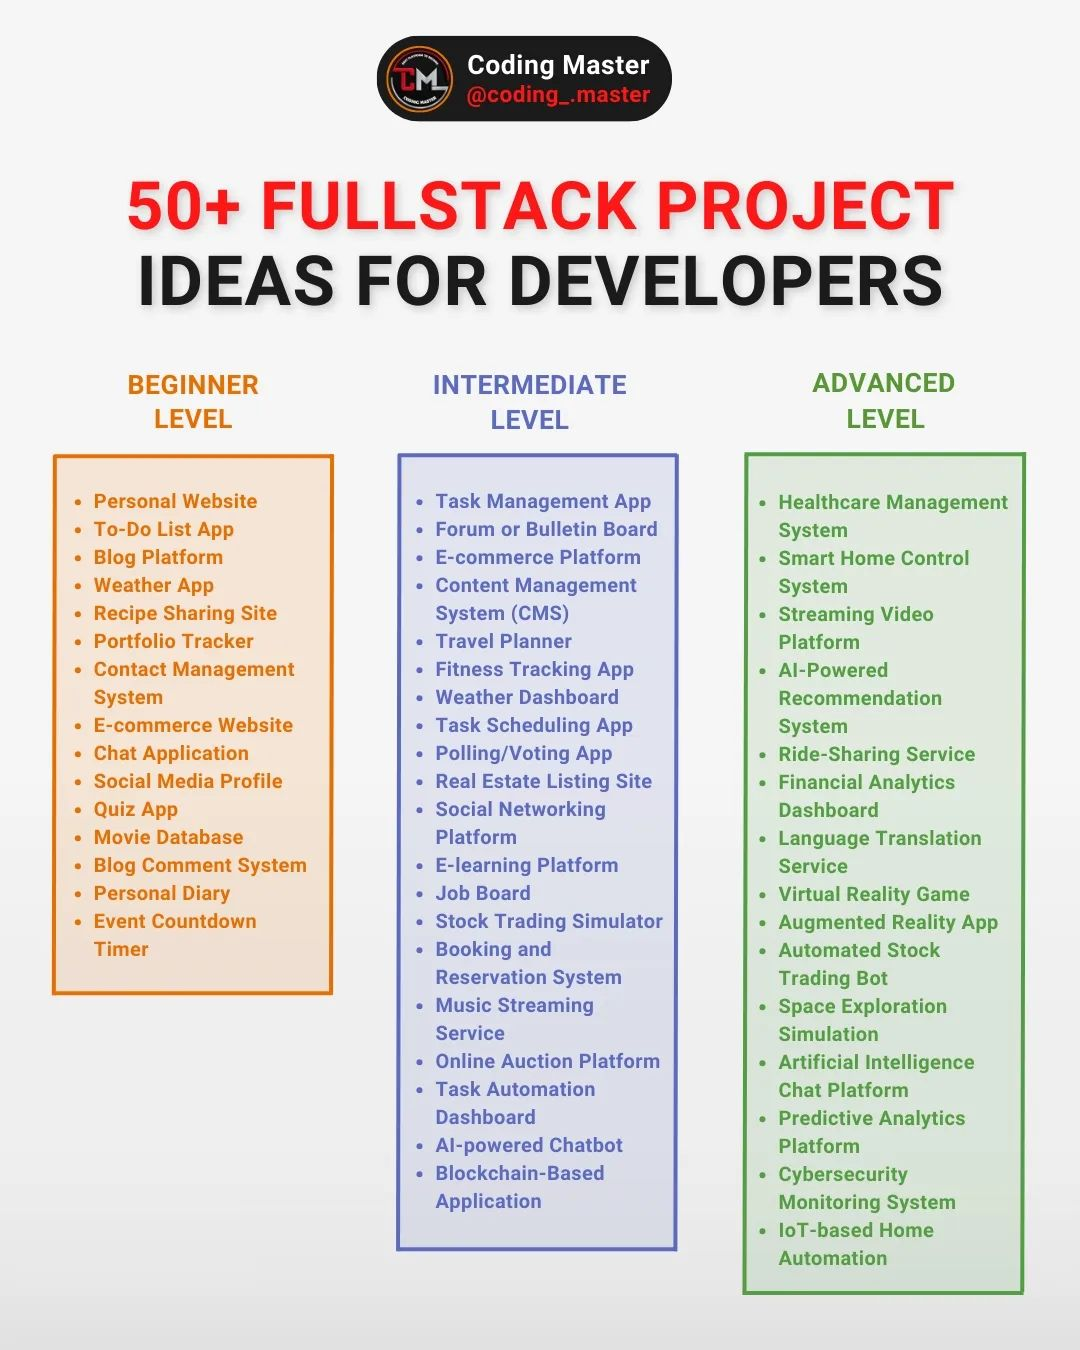 Coding Master
@coding_.master
50+ FULLSTACK PROJECT
IDEAS FOR DEVELOPERS
BEGINNER
LEVEL
Personal Website
To-Do List App
Blog Platform
Weather App
Recipe Sharing Site
Portfolio Tracker
Contact Management
System
E-commerce Website
Chat Application
Social Media Profile
Quiz App
Movie Database
Blog Comment System
Personal Diary
Event Countdown
Timer
INTERMEDIATE
LEVEL
Task Management App
Forum or Bulletin Board
E-commerce Platform
Content Management
System (CMS)
Travel Planner
Fitness Tracking App
Weather Dashboard
Task Scheduling App
Polling/Voting App
Real Estate Listing Site
Social Networking
Platform
E-learning Platform
Job Board
Stock Trading Simulator
Booking and
Reservation System
Music Streaming
Service
Online Auction Platform
Task Automation
Dashboard
AI-powered Chatbot
Blockchain-Based
Application
ADVANCED
LEVEL
Healthcare Management
System
Smart Home Control
System
Streaming Video
Platform
AI-Powered
Recommendation
System
Ride-Sharing Service
Financial Analytics
Dashboard
Language Translation
Service
Virtual Reality Game
Augmented Reality App
Automated Stock
Trading Bot
Space Exploration
Simulation
Artificial Intelligence
Chat Platform
Predictive Analytics
Platform
Cybersecurity
Monitoring System
IoT-based Home
Automation